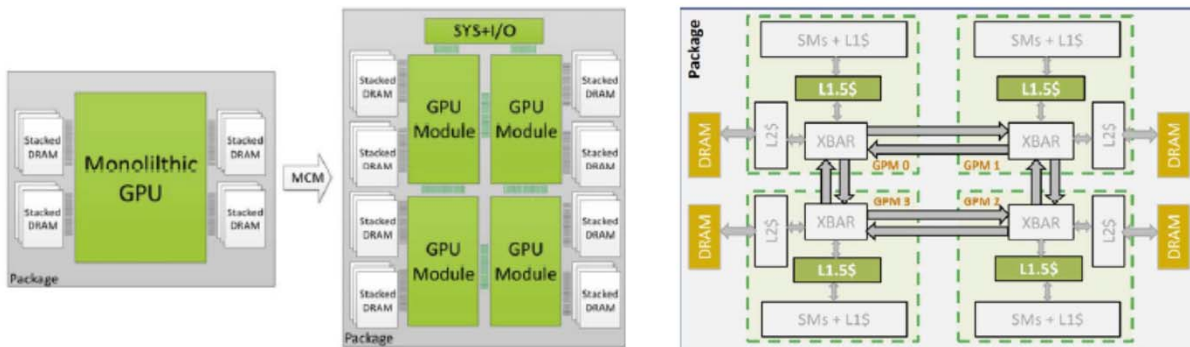 Stacked
DRAM
Stacked
DRAM
Monolilthic
GPU
Stacked
DRAM
Stacked
DRAM
Package
MCM
SYS+I/O
Stacked
DRAM
Stacked
DRAM
Stacked
DRAM
Stacked
DRAM
GPU
Module
GPU
Module
GPU
Module
GPU
Module
Stacked
DRAM
Stacked
DRAM
Stacked
DRAM
Stacked
DRAM
Package
Package
SMs + L1$
SMs + L1$
L1.5$
L1.5$
DRAM
L2$
XBAR
XBAR
L2$
DRAM
GPM 0
GPM 1
GPM 3
GPM 2
DRAM
L2$
XBAR
XBAR
L2$
DRAM
L1.5$
L1.5$
SMs + L1$
SMs + L1$